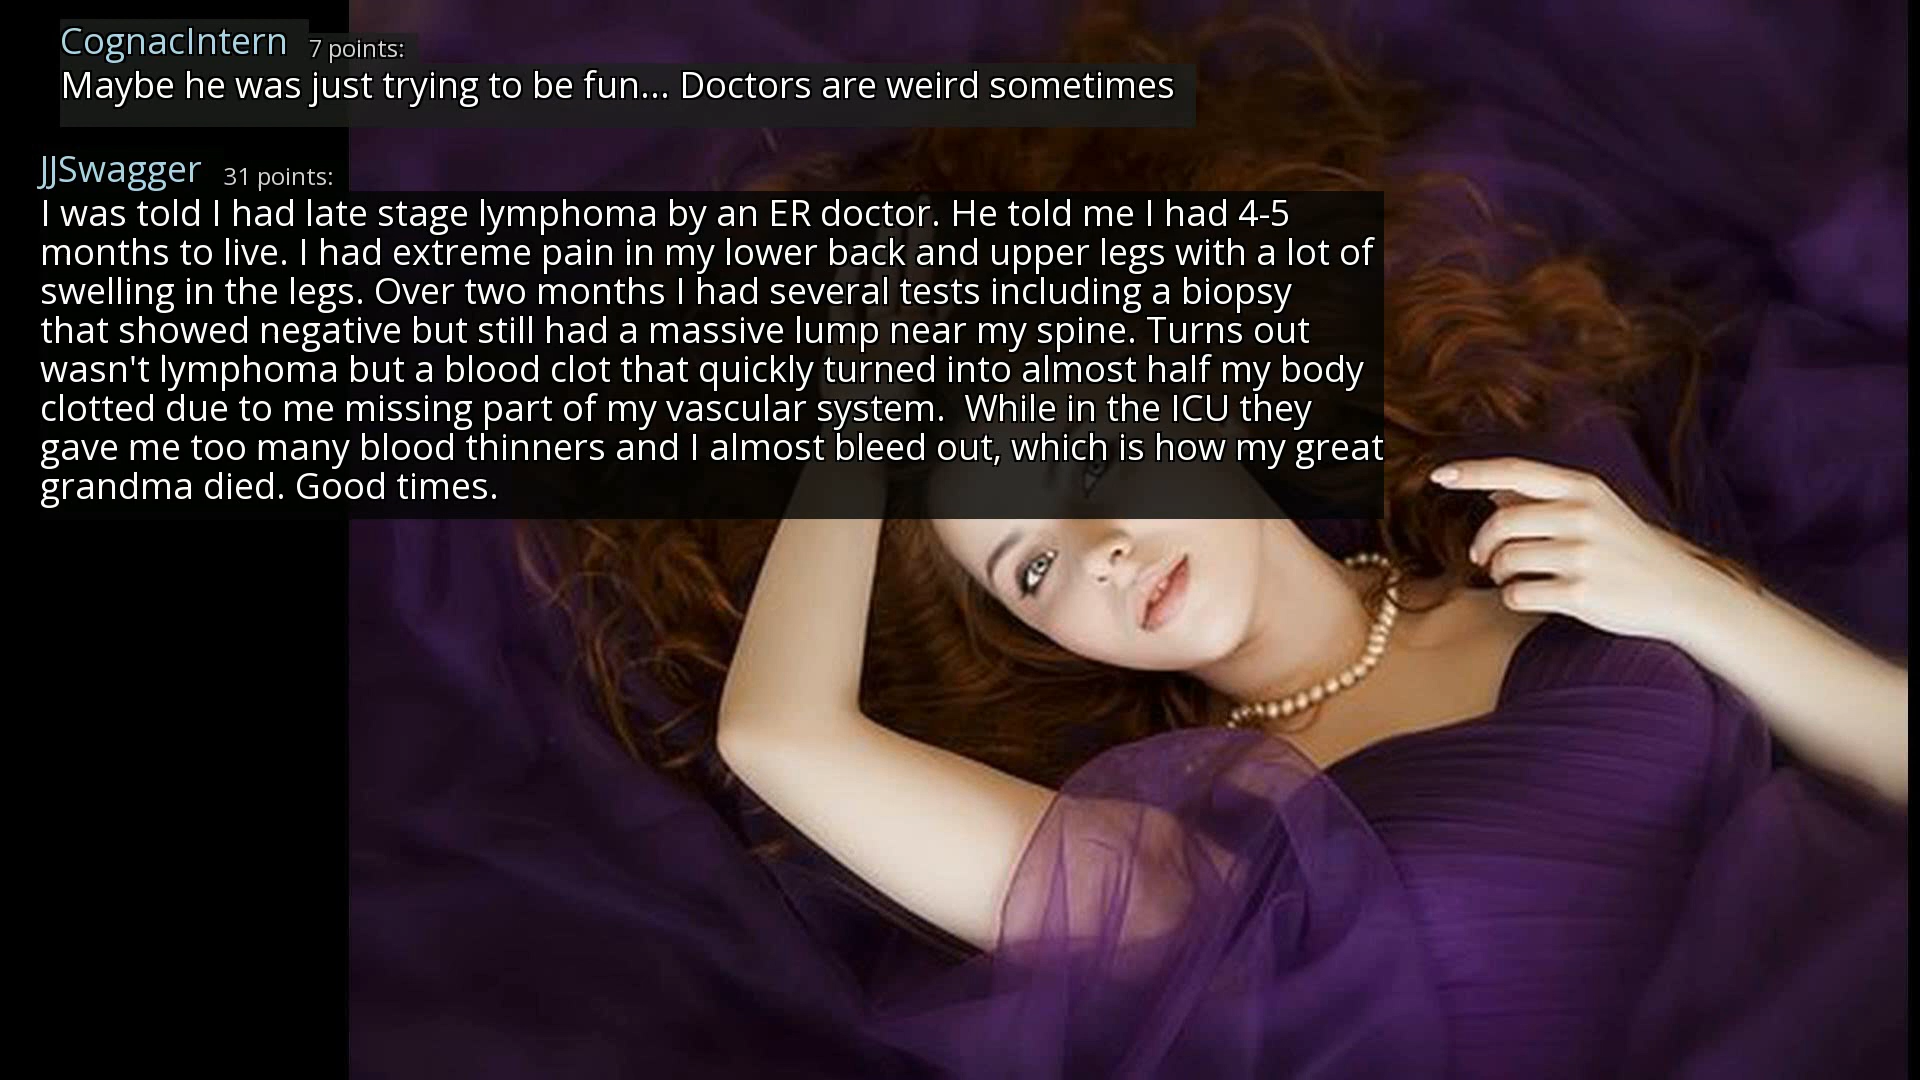 CognacIntern 7 points:
Maybe he was just trying to be fun... Doctors are weird sometimes
JJSwagger 31 points:
I was told I had late stage lymphoma by an ER doctor. He told me I had 4-5
months to live. I had extreme pain in my lower back and upper legs with a lot of
swelling in the legs. Over two months I had several tests including a biopsy
that showed negative but still had a massive lump near my spine. Turns out
wasn't lymphoma but a blood clot that quickly turned into almost half my body
clotted due to me missing part of my vascular system.  While in the ICU they
gave me too many blood thinners and I almost bleed out, which is how my great
grandma died. Good times.